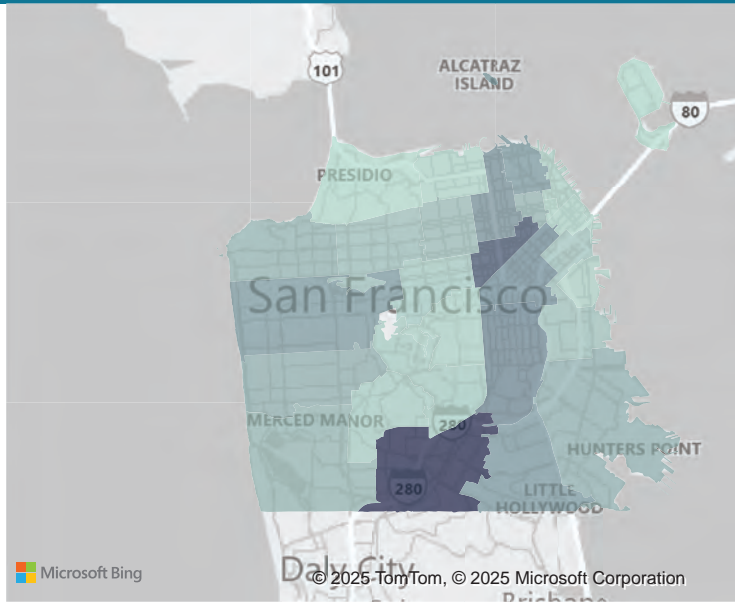 101
ALCATRAZ
ISLAND
80
PRESIDIO
San Francisco
MERCED MANOR
280
HUNTERS POINT
280
LITTLE
HOLLYWOOD
Daly City
Microsoft Bing
© 2025 TomTom, © 2025 Microsoft Corporation
Brisbane